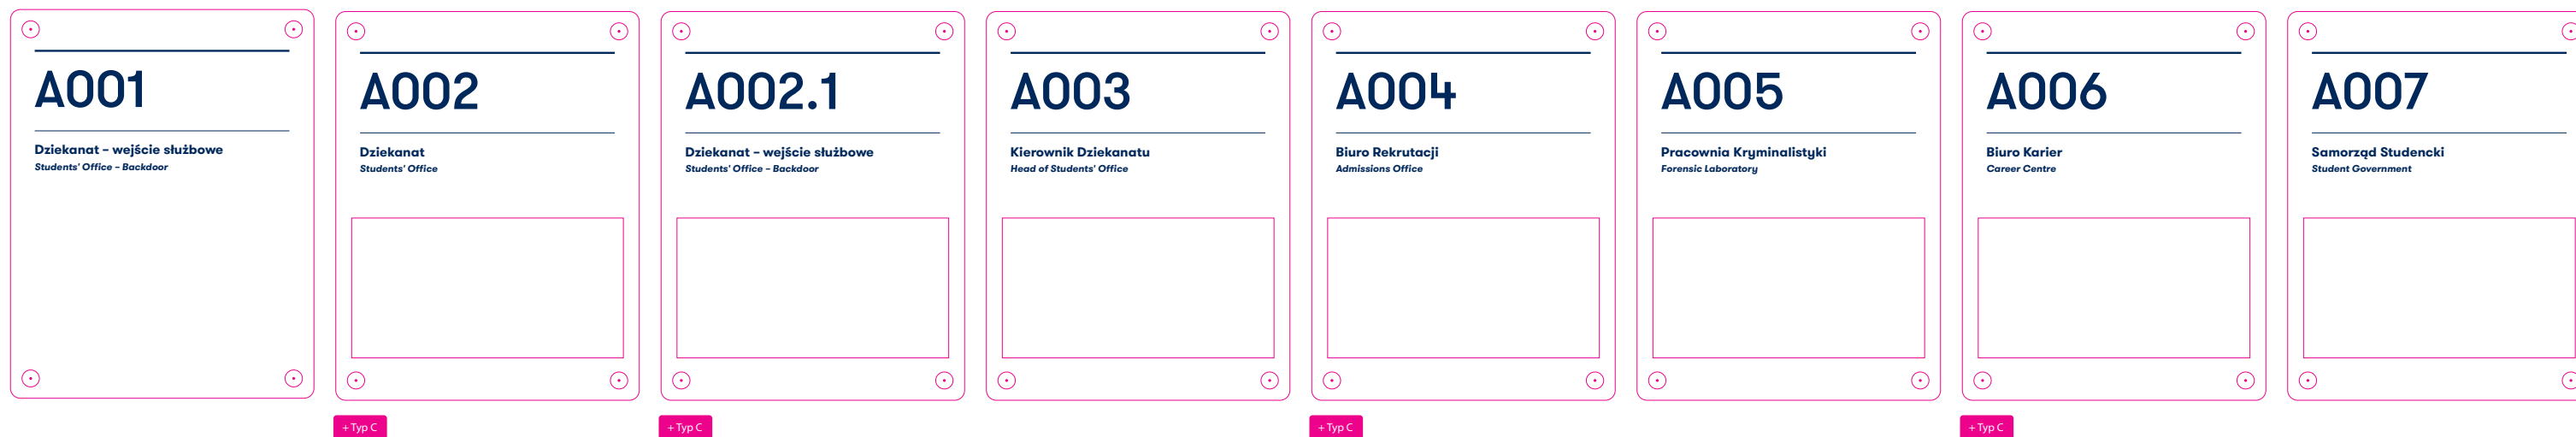 A001
Dziekanat – wejście służbowe
Students' Office – Backdoor
A002
Dziekanat
Students' Office
+Typ C
A002.1
Dziekanat – wejście służbowe
Students' Office – Backdoor
+Typ C
A003
Kierownik Dziekanatu
Head of Students' Office
A004
Biuro Rekrutacji
Admissions Office
+Typ C
A005
Pracownia Kryminalistyki
Forensic Laboratory
A006
Biuro Karier
Career Centre
+Typ C
A007
Samorząd Studencki
Student Government